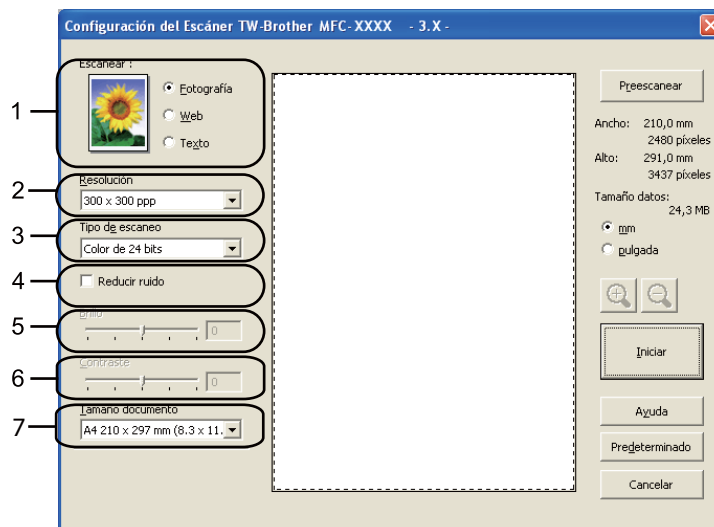 Configuración del Escáner TW-Brother MFC-XXXX - 3.X -
1
Escanear :
Fotografía
Web
Texto
2
Resolución
300 x 300 ppp
3
Tipo de escaneo
Color de 24 bits
4
Reducir ruido
5
Brillo
0
6
Contraste
0
7
Tamaño documento
A4 210 x 297 mm (8.3 x 11.
Preescanear
Ancho: 210,0 mm
2480 píxeles
Alto: 291,0 mm
3437 píxeles
Tamaño datos:
24,3 MB
mm
pulgada
Iniciar
Ayuda
Predeterminado
Cancelar